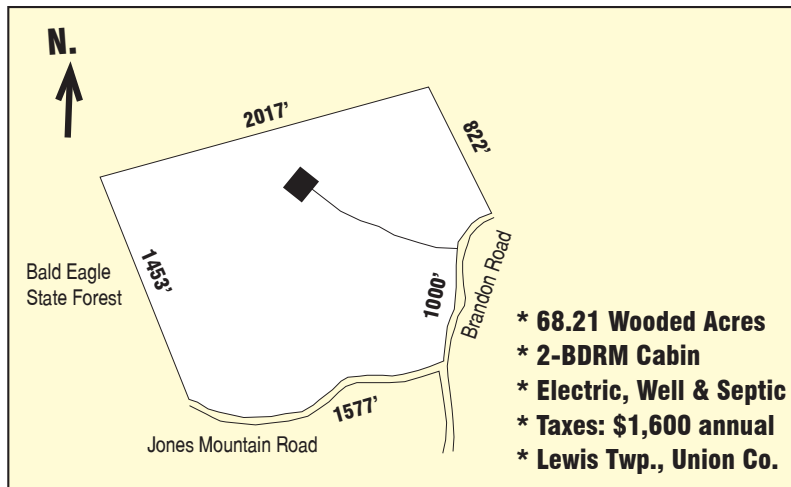 N.
2017’
822’
Bald Eagle
State Forest
1453’
1000’
Brandon Road
1577’
Jones Mountain Road
* 68.21 Wooded Acres
* 2-BDRM Cabin
* Electric, Well & Septic
* Taxes: $1,600 annual
* Lewis Twp., Union Co.